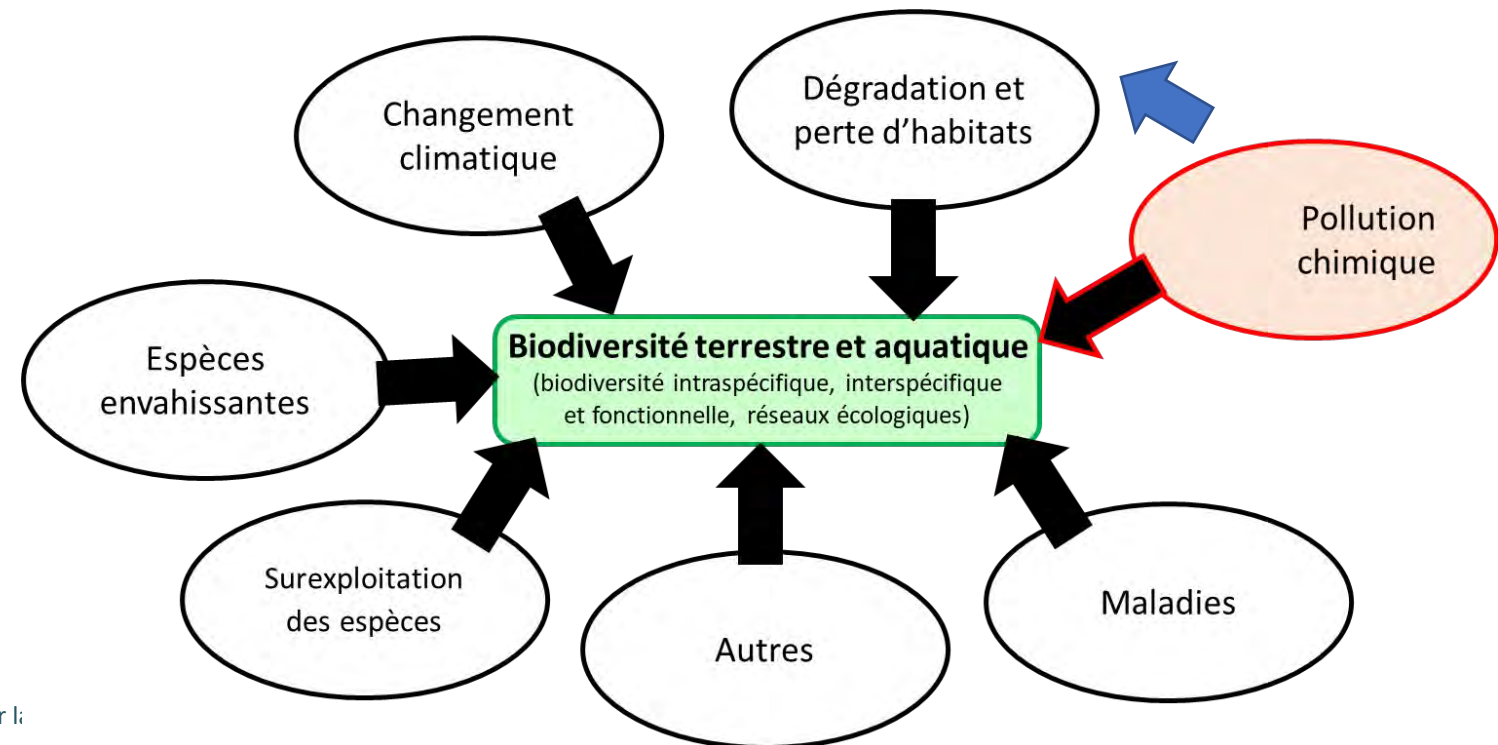 Changement
climatique
Dégradation et
perte d'habitats
Pollution
chimique
Espèces
envahissantes
Biodiversité terrestre et aquatique
(biodiversité intraspécifique, interspécifique
et fonctionnelle, réseaux écologiques)
Surexploitation
des espèces
Autres
Maladies